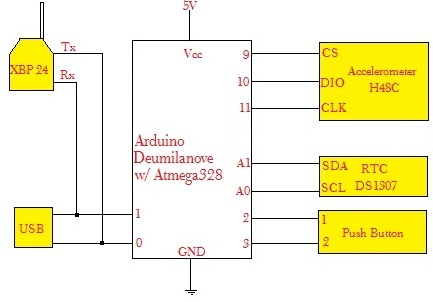 5V
Tx
XBP 24
Rx
Vcc
9
CS
10
DIO
11
CLK
Accelerometer
H48C
Arduino
Deumilanove
w/ Atmega328
A1
SDA
A0
SCL
RTC
DS1307
USB
1
0
2
1
3
2
Push Button
GND